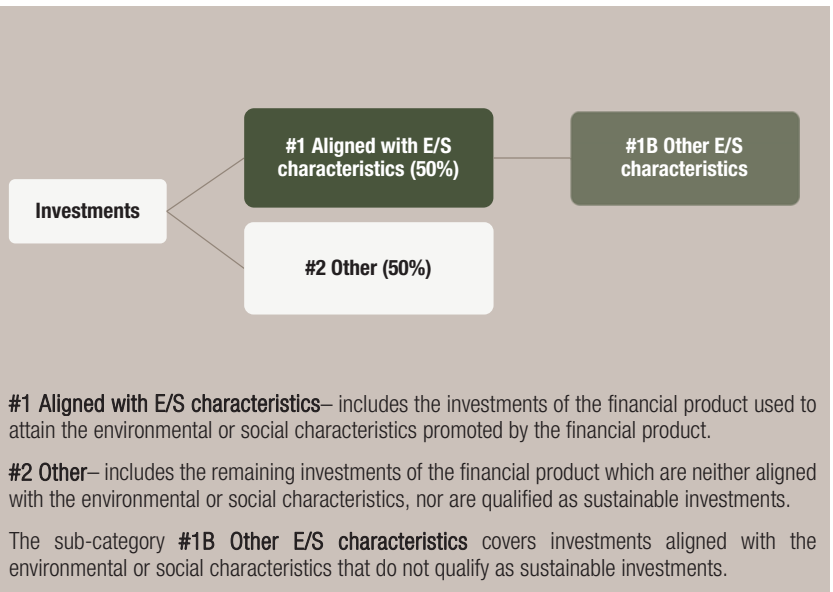 #1 Aligned with E/S
characteristics (50%)
#1B Other E/S
characteristics
Investments
#2 Other (50%)
#1 Aligned with E/S characteristics– includes the investments of the financial product used to
attain the environmental or social characteristics promoted by the financial product.
#2 Other– includes the remaining investments of the financial product which are neither aligned
with the environmental or social characteristics, nor are qualified as sustainable investments.
The sub-category #1B Other E/S characteristics covers investments aligned with the
environmental or social characteristics that do not qualify as sustainable investments.